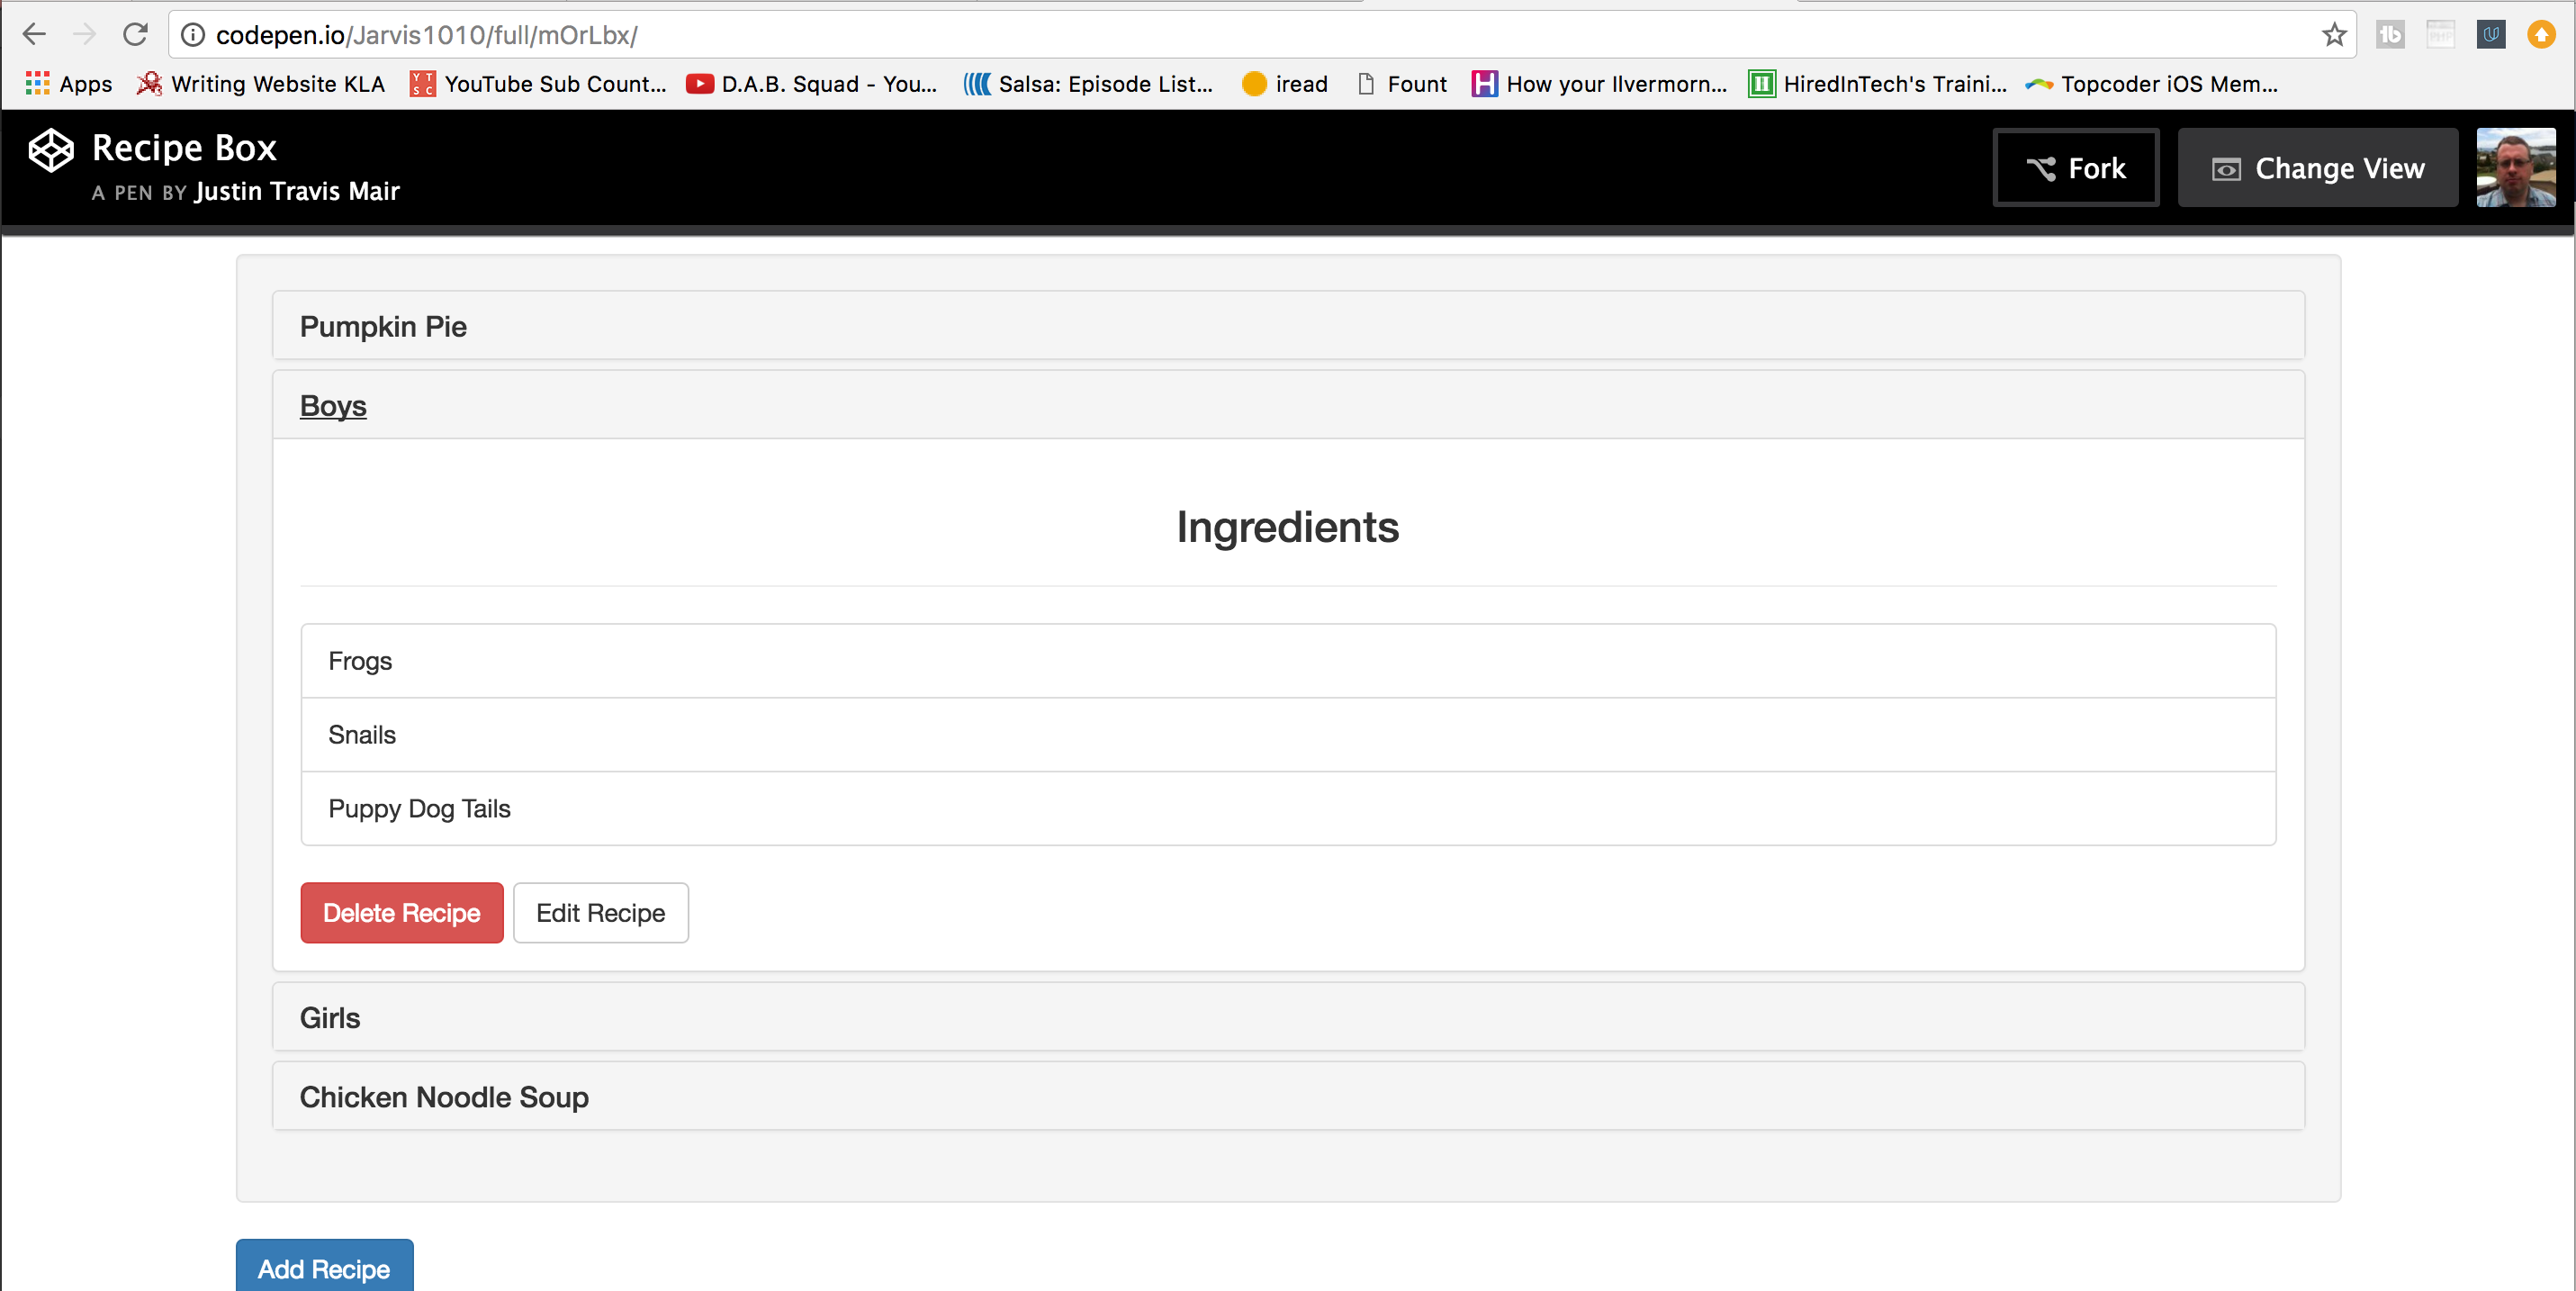 codepen.io/Jarvis1010/full/mOrLbx/
Apps Writing Website KLA YT SC YouTube Sub Count... D.A.B. Squad - You... Salsa: Episode List... iread Fount H How your Ilvermorn... HiredInTech's Traini... Topcoder iOS Mem...
Recipe Box
A PEN BY Justin Travis Mair
Fork Change View
Pumpkin Pie
Boys
Ingredients
Frogs
Snails
Puppy Dog Tails
Delete Recipe Edit Recipe
Girls
Chicken Noodle Soup
Add Recipe